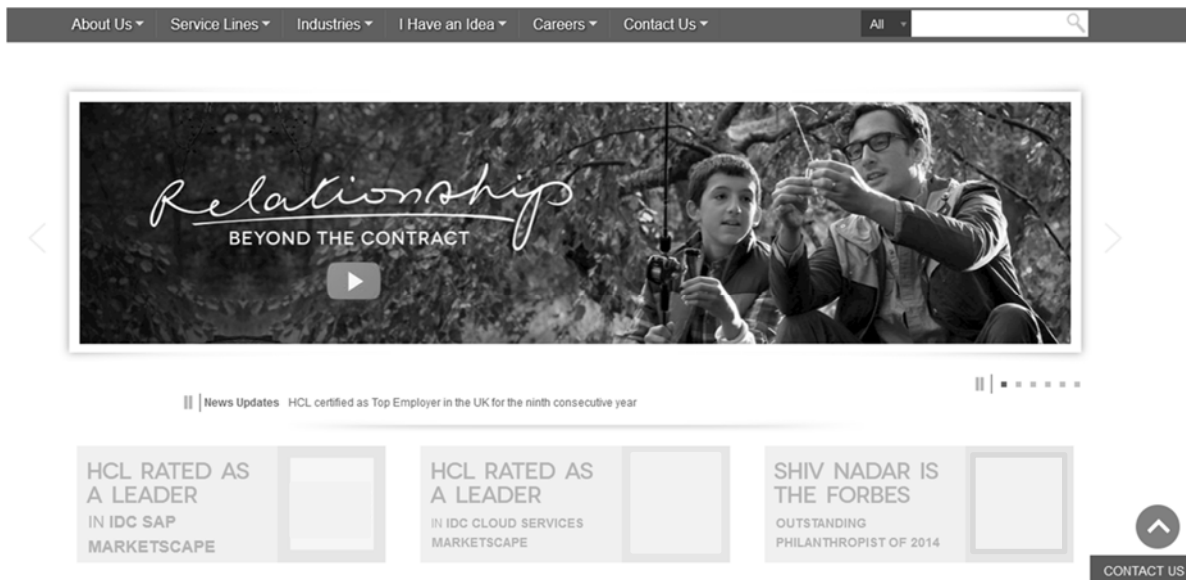 About Us Service Lines Industries I Have an Idea Careers Contact Us All
Relationship
BEYOND THE CONTRACT
News Updates HCL certified as Top Employer in the UK for the ninth consecutive year
HCL RATED AS
A LEADER
IN IDC SAP
MARKETSCAPE
HCL RATED AS
A LEADER
IN IDC CLOUD SERVICES
MARKETSCAPE
SHIV NADAR IS
THE FORBES
OUTSTANDING
PHILANTHROPIST OF 2014
CONTACT US